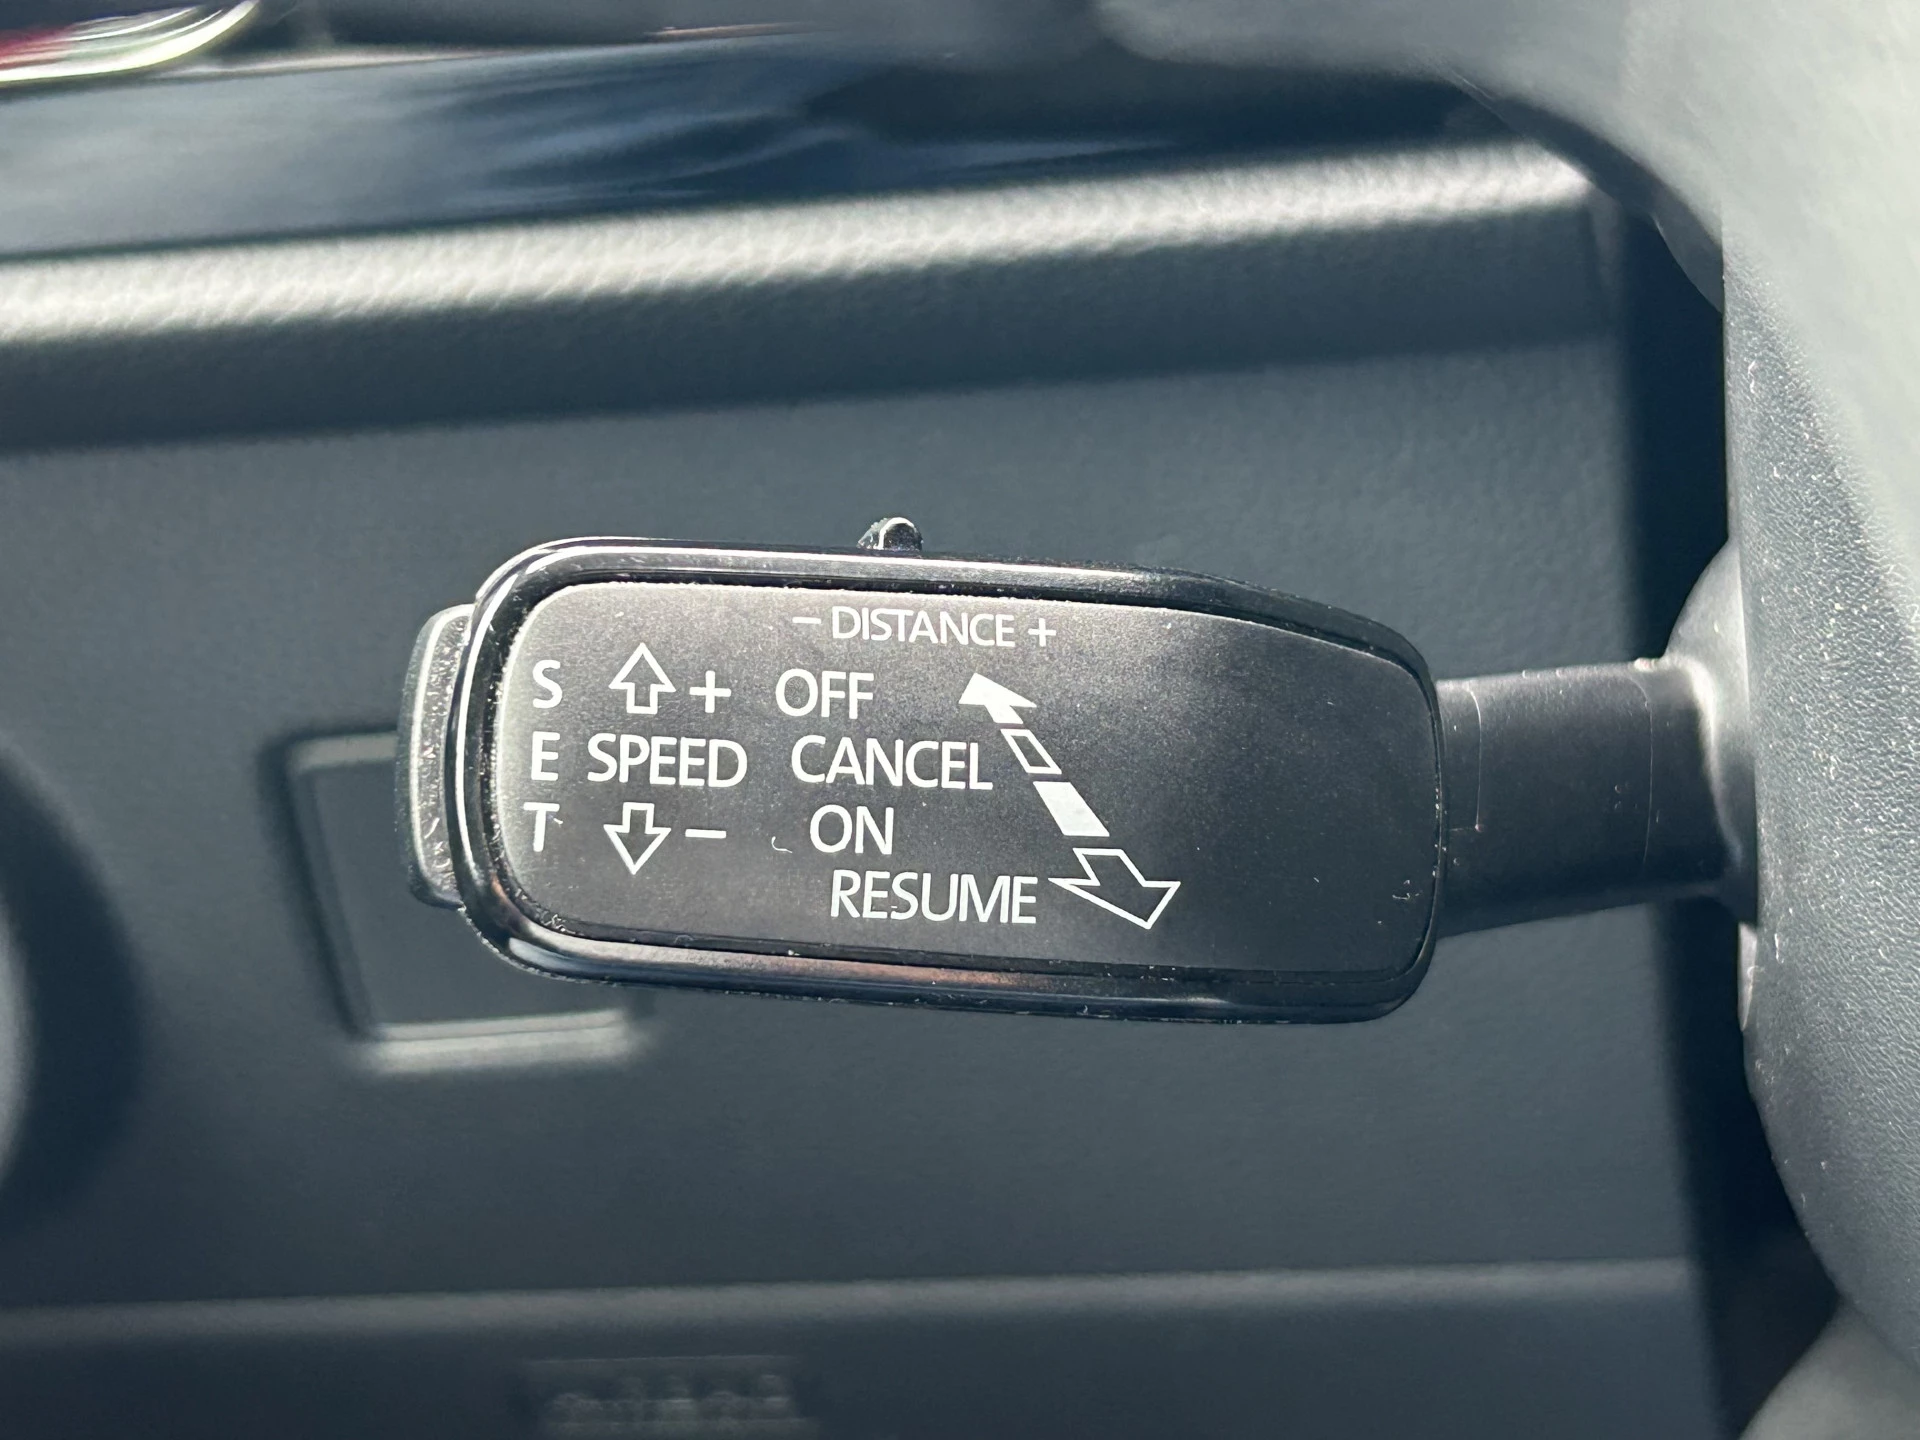 − DISTANCE +
S + OFF
E SPEED CANCEL
T − ON
RESUME